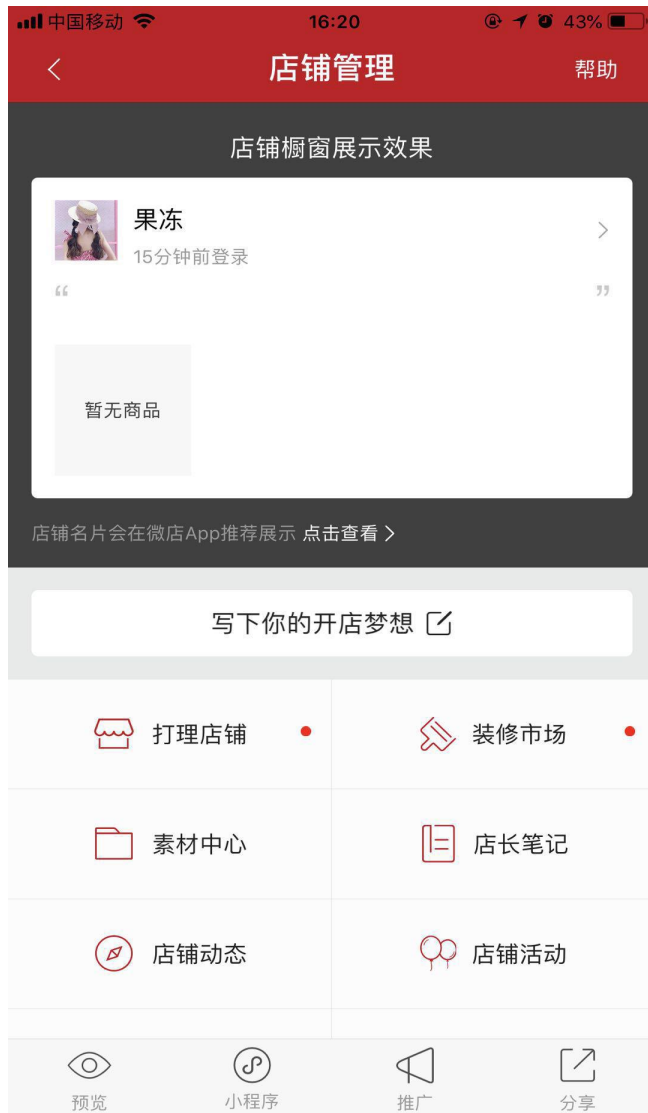 中国移动 16:20 43%
店铺管理 帮助
店铺橱窗展示效果
果冻
15分钟前登录
“ ”
暂无商品
店铺名片会在微店App推荐展示 点击查看
写下你的开店梦想
打理店铺 装修市场
素材中心 店长笔记
店铺动态 店铺活动
预览 小程序 推广 分享